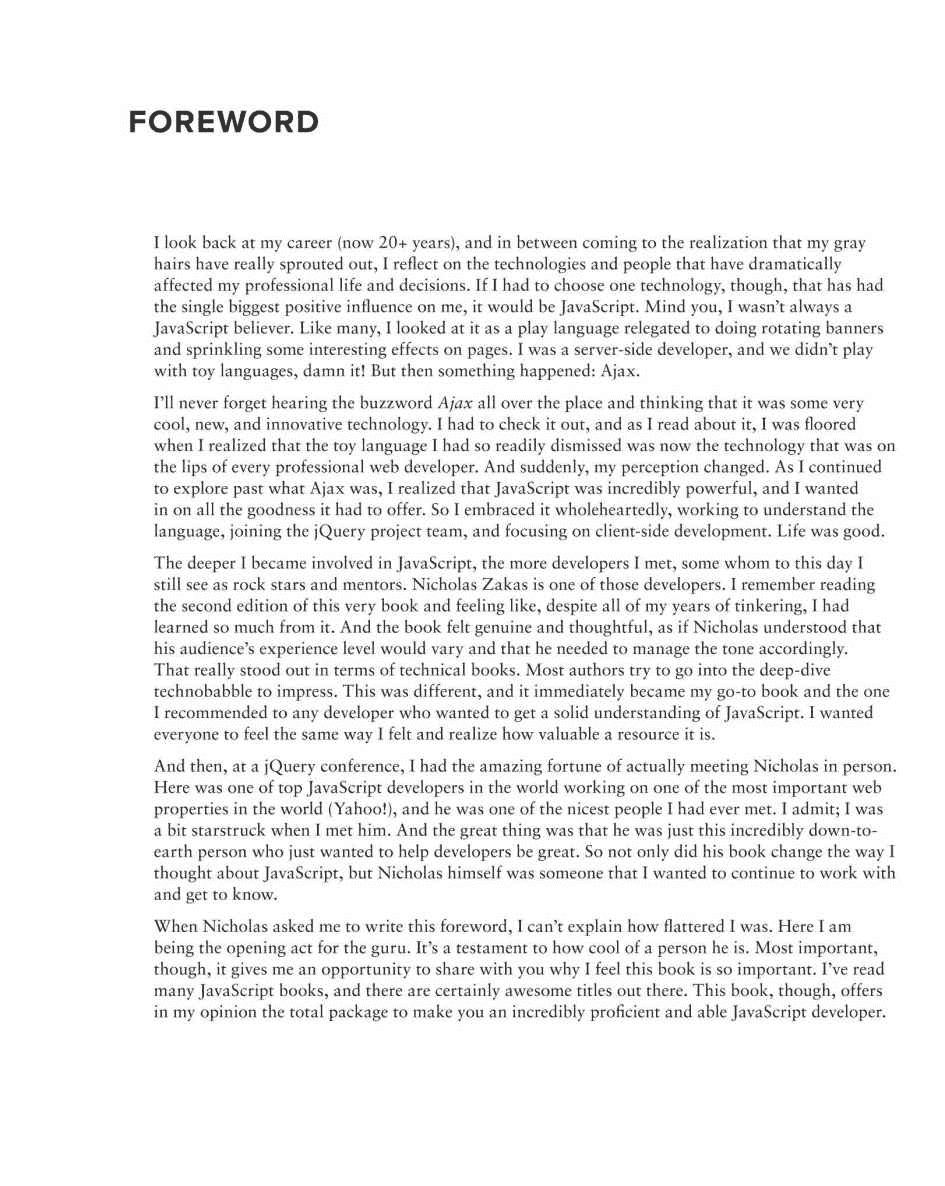 FOREWORD
I look back at my career (now 20+ years), and in between coming to the realization that my gray
hairs have really sprouted out, I reflect on the technologies and people that have dramatically
affected my professional life and decisions. If I had to choose one technology, though, that has had
the single biggest positive influence on me, it would be JavaScript. Mind you, I wasn’t always a
JavaScript believer. Like many, I looked at it as a play language relegated to doing rotating banners
and sprinkling some interesting effects on pages. I was a server-side developer, and we didn’t play
with toy languages, damn it! But then something happened: Ajax.
I’ll never forget hearing the buzzword Ajax all over the place and thinking that it was some very
cool, new, and innovative technology. I had to check it out, and as I read about it, I was floored
when I realized that the toy language I had so readily dismissed was now the technology that was on
the lips of every professional web developer. And suddenly, my perception changed. As I continued
to explore past what Ajax was, I realized that JavaScript was incredibly powerful, and I wanted
in on all the goodness it had to offer. So I embraced it wholeheartedly, working to understand the
language, joining the jQuery project team, and focusing on client-side development. Life was good.
The deeper I became involved in JavaScript, the more developers I met, some whom to this day I
still see as rock stars and mentors. Nicholas Zakas is one of those developers. I remember reading
the second edition of this very book and feeling like, despite all of my years of tinkering, I had
learned so much from it. And the book felt genuine and thoughtful, as if Nicholas understood that
his audience’s experience level would vary and that he needed to manage the tone accordingly.
That really stood out in terms of technical books. Most authors try to go into the deep-dive
technobabble to impress. This was different, and it immediately became my go-to book and the one
I recommended to any developer who wanted to get a solid understanding of JavaScript. I wanted
everyone to feel the same way I felt and realize how valuable a resource it is.
And then, at a jQuery conference, I had the amazing fortune of actually meeting Nicholas in person.
Here was one of top JavaScript developers in the world working on one of the most important web
properties in the world (Yahoo!), and he was one of the nicest people I had ever met. I admit; I was
a bit starstruck when I met him. And the great thing was that he was just this incredibly down-to-
earth person who just wanted to help developers be great. So not only did his book change the way I
thought about JavaScript, but Nicholas himself was someone that I wanted to continue to work with
and get to know.
When Nicholas asked me to write this foreword, I can’t explain how flattered I was. Here I am
being the opening act for the guru. It’s a testament to how cool of a person he is. Most important,
though, it gives me an opportunity to share with you why I feel this book is so important. I’ve read
many JavaScript books, and there are certainly awesome titles out there. This book, though, offers
in my opinion the total package to make you an incredibly proficient and able JavaScript developer.